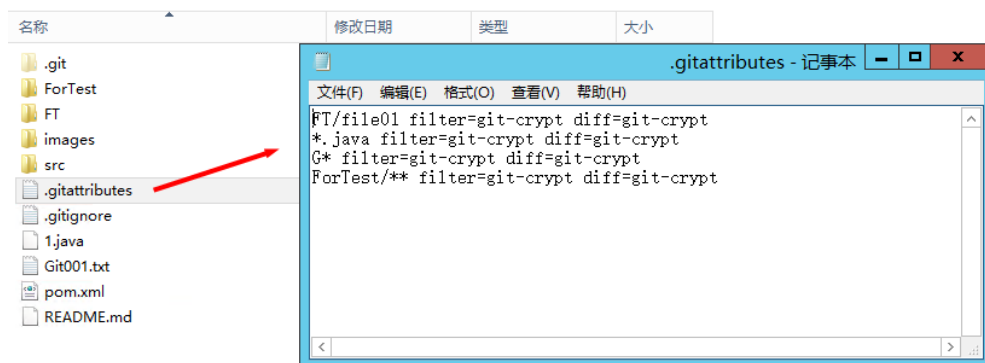 名称 修改日期 类型 大小
.git
ForTest
FT
images
src
.gitattributes
.gitignore
1.java
Git001.txt
pom.xml
README.md
.gitattributes - 记事本
文件(F) 编辑(E) 格式(O) 查看(V) 帮助(H)
FT/file01 filter=git-crypt diff=git-crypt
*.java filter=git-crypt diff=git-crypt
G* filter=git-crypt diff=git-crypt
ForTest/** filter=git-crypt diff=git-crypt